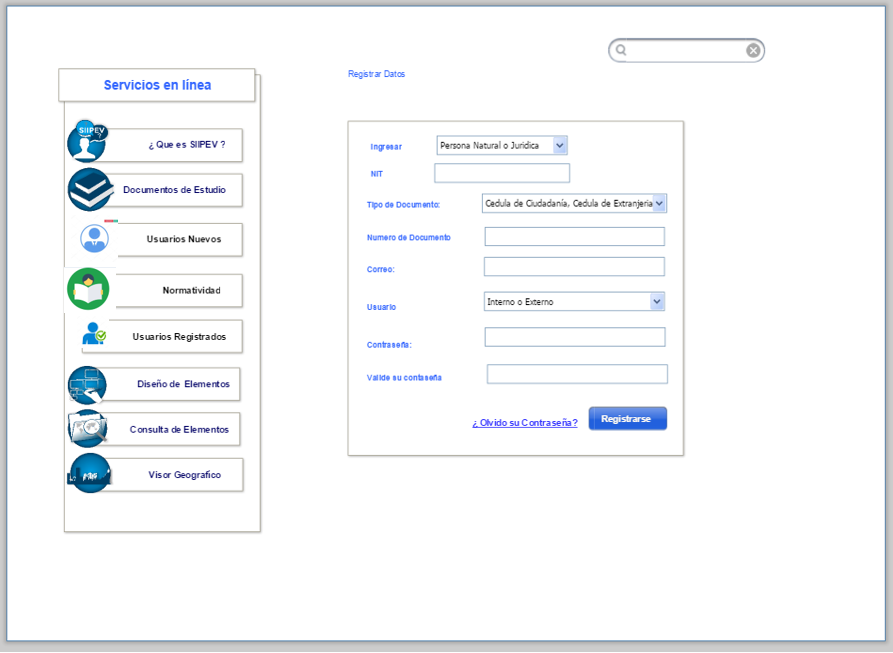 Servicios en línea
SIIPEV
¿ Que es SIIPEV ?
Documentos de Estudio
Usuarios Nuevos
Normatividad
Usuarios Registrados
Diseño de Elementos
Consulta de Elementos
Visor Geografico
Registrar Datos
Ingresar Persona Natural o Juridica
NIT
Tipo de Documento: Cedula de Ciudadanía, Cedula de Extranjeria
Numero de Documento
Correo:
Usuario Interno o Externo
Contraseña:
Valide su contaseña
¿ Olvido su Contraseña? Registrarse